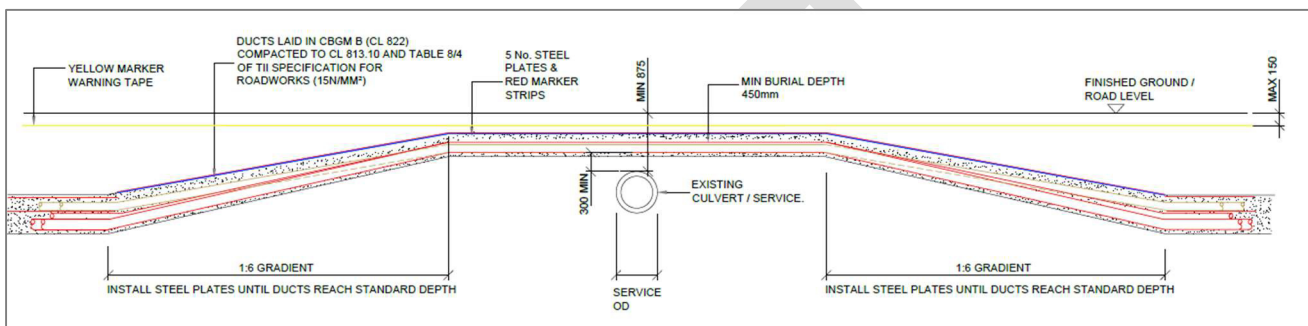 DUCTS LAID IN CBGM B (CL 822)
COMPACTED TO CL 813.10 AND TABLE 8/4
OF TII SPECIFICATION FOR
ROADWORKS (15N/MM²)
YELLOW MARKER
WARNING TAPE
5 No. STEEL
PLATES &
RED MARKER
STRIPS
MIN 875
MIN BURIAL DEPTH
450mm
FINISHED GROUND /
ROAD LEVEL
MAX 150
300 MIN.
EXISTING
CULVERT / SERVICE.
1:6 GRADIENT
INSTALL STEEL PLATES UNTIL DUCTS REACH STANDARD DEPTH
SERVICE
OD
1:6 GRADIENT
INSTALL STEEL PLATES UNTIL DUCTS REACH STANDARD DEPTH